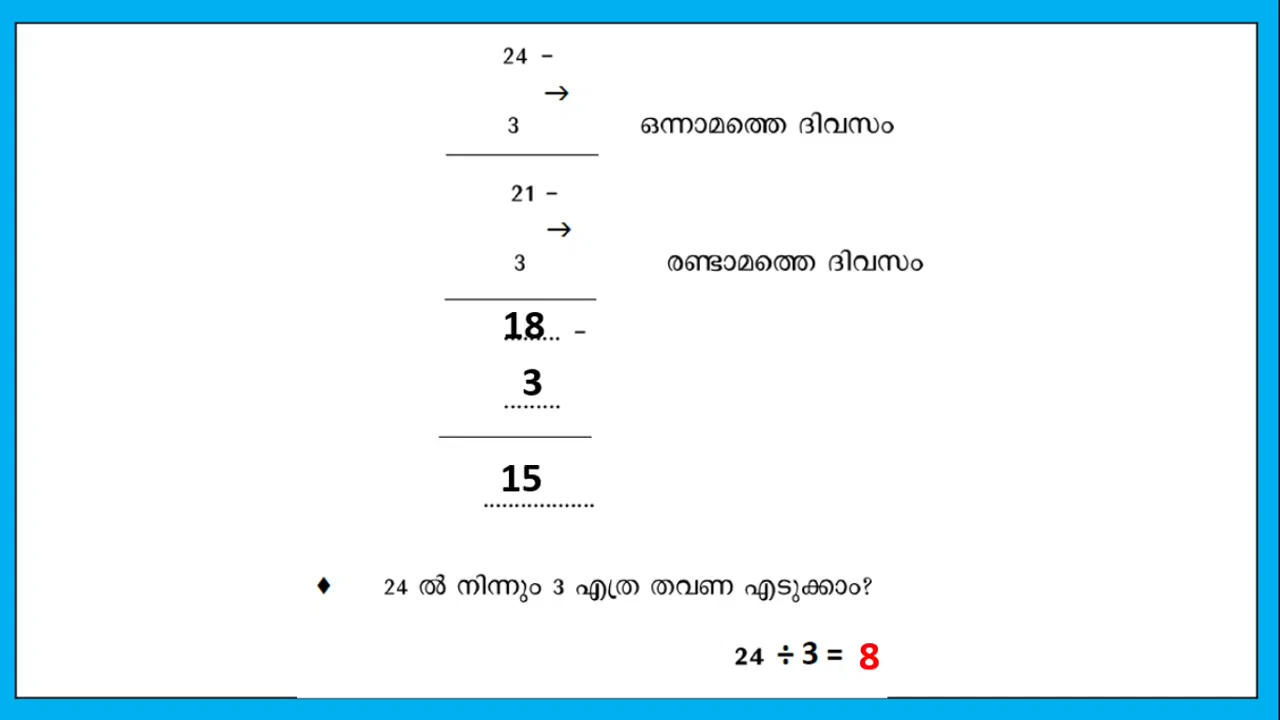 24 –
→
3 ഒന്നാമത്തെ ദിവസം
21 –
→
3 രണ്ടാമത്തെ ദിവസം
18 –
3
15
♦ 24 ൽ നിന്നും 3 എത്ര തവണ എടുക്കാം?
24 ÷ 3 = 8